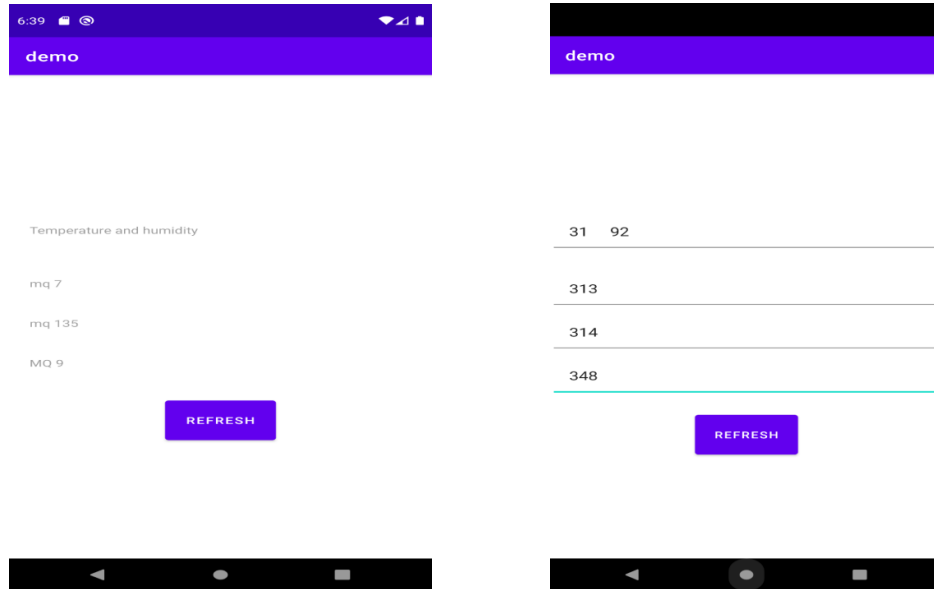 6:39
demo
Temperature and humidity
mq 7
mq 135
MQ 9
REFRESH
demo
31 92
313
314
348
REFRESH